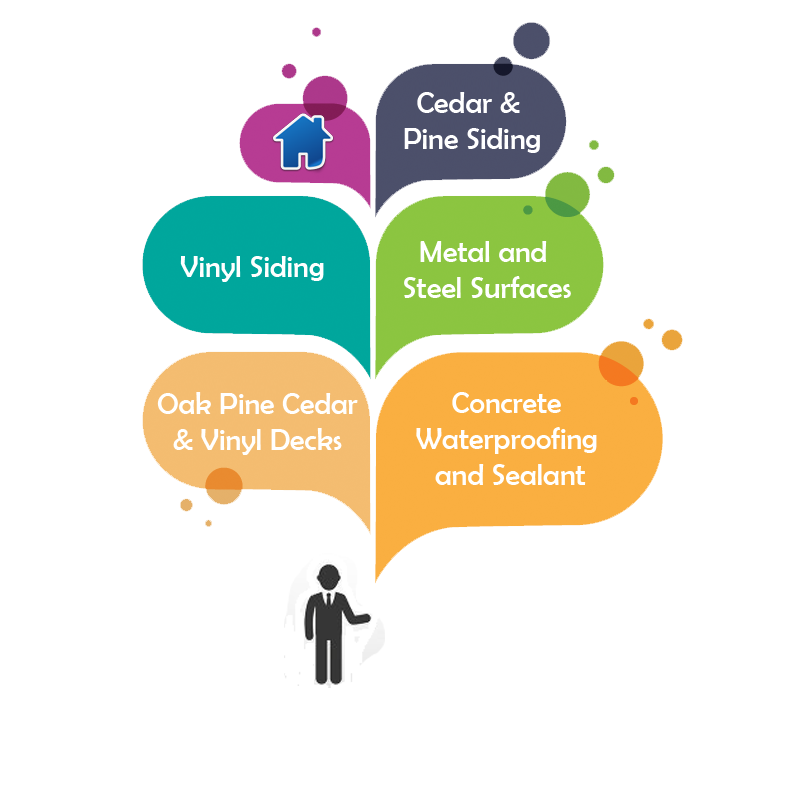 Cedar &
Pine Siding
Vinyl Siding
Metal and
Steel Surfaces
Oak Pine Cedar
& Vinyl Decks
Concrete
Waterproofing
and Sealant